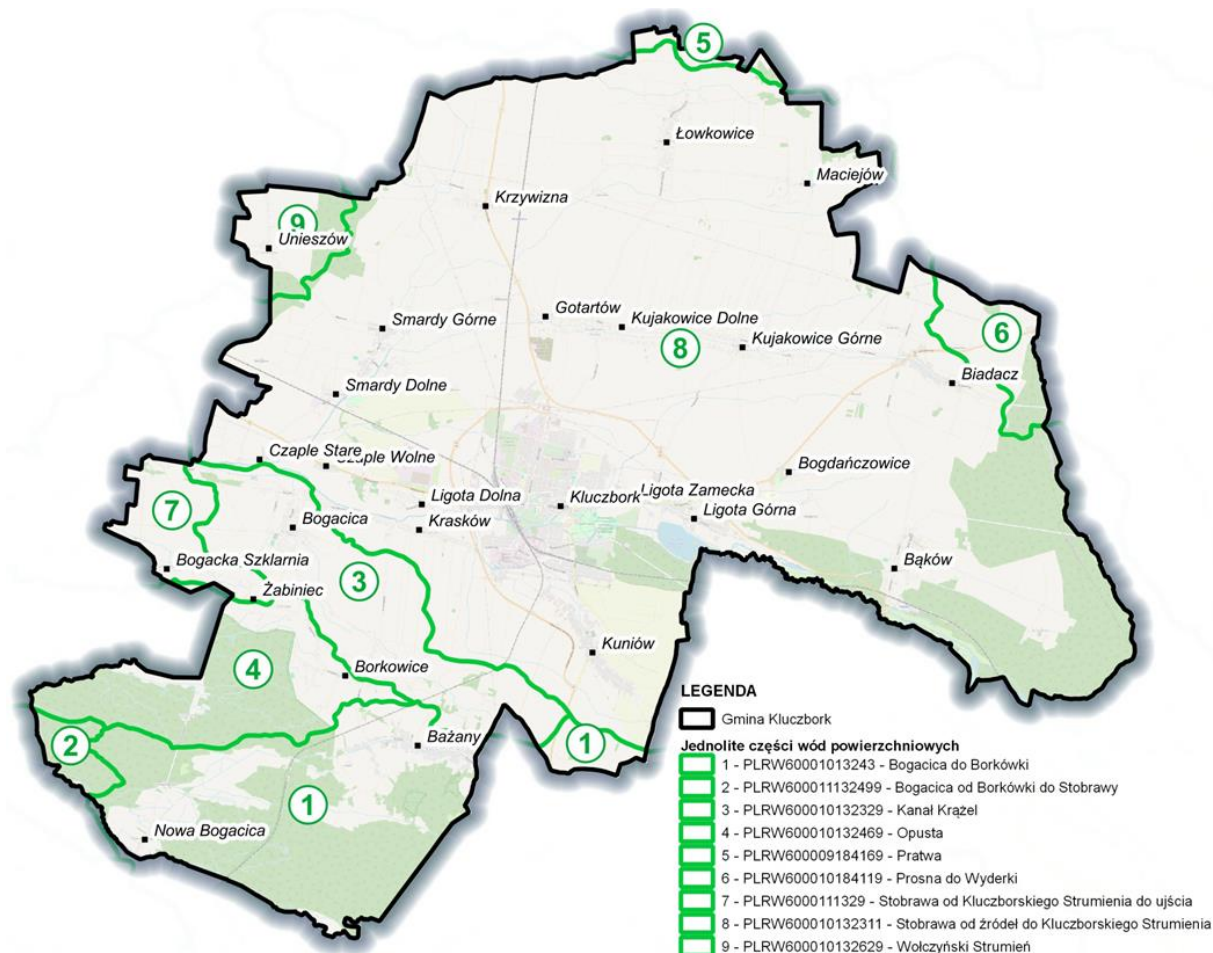 5
Łowkowice
Maciejów
Krzywizna
9
Unieszów
Gotartów
Smardy Górne
Kujakowice Dolne
8
Kujakowice Górne
6
Biadacz
Smardy Dolne
Czaple Stare
Czaple Wolne
Bogdańczowice
7
Ligota Dolna
Kluczbork
Ligota Zamecka
Ligota Górna
Bogacica
Krasków
Bogacka Szklarnia
3
Bąków
Żabiniec
Kuniów
4
Borkowice
2
Bażany
1
1
Nowa Bogacica
LEGENDA
Gmina Kluczbork
Jednolite części wód powierzchniowych
1 - PLRW60001013243 - Bogacica do Borkówki
2 - PLRW600011132499 - Bogacica od Borkówki do Stobrawy
3 - PLRW600010132329 - Kanał Krążel
4 - PLRW600010132469 - Opusta
5 - PLRW600009184169 - Pratwa
6 - PLRW600010184119 - Prosna do Wyderki
7 - PLRW6000111329 - Stobrawa od Kluczborskiego Strumienia do ujścia
8 - PLRW600010132311 - Stobrawa od źródeł do Kluczborskiego Strumienia
9 - PLRW600010132629 - Wołczyński Strumień